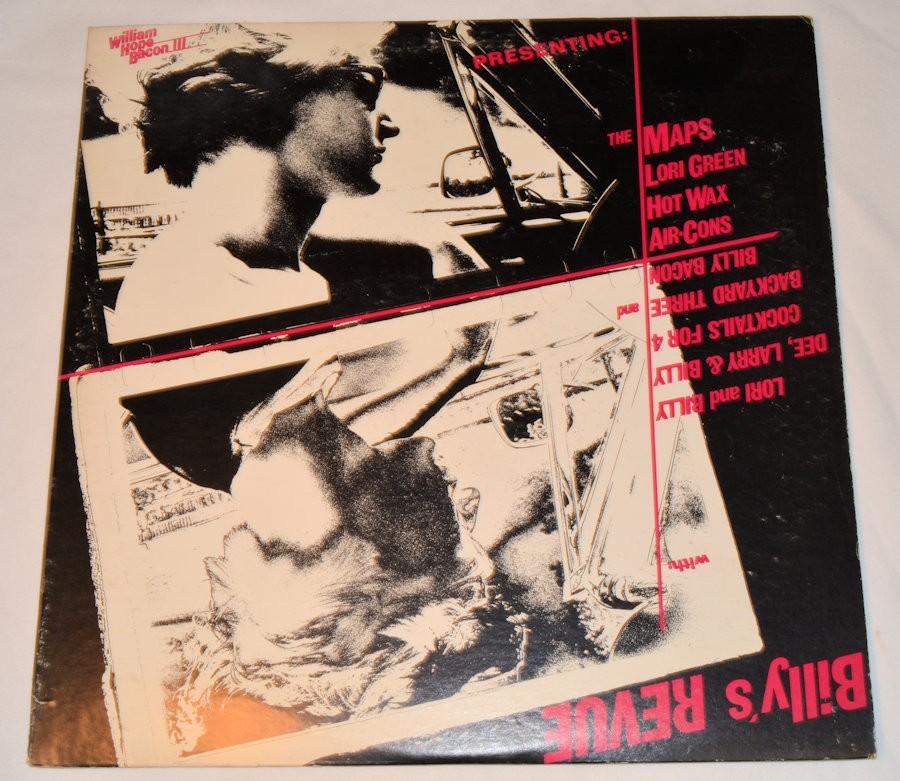 William
Hope
Bacon III
PRESENTING:
THE MAPS
LORI GREEN
HOT WAX
AIR-CONS
Billy's REVUE
with:
LORI and BILLY
DEE, LARRY & BILLY
COCKTAILS FOR 4
BACKYARD THREE and
BILLY BACON